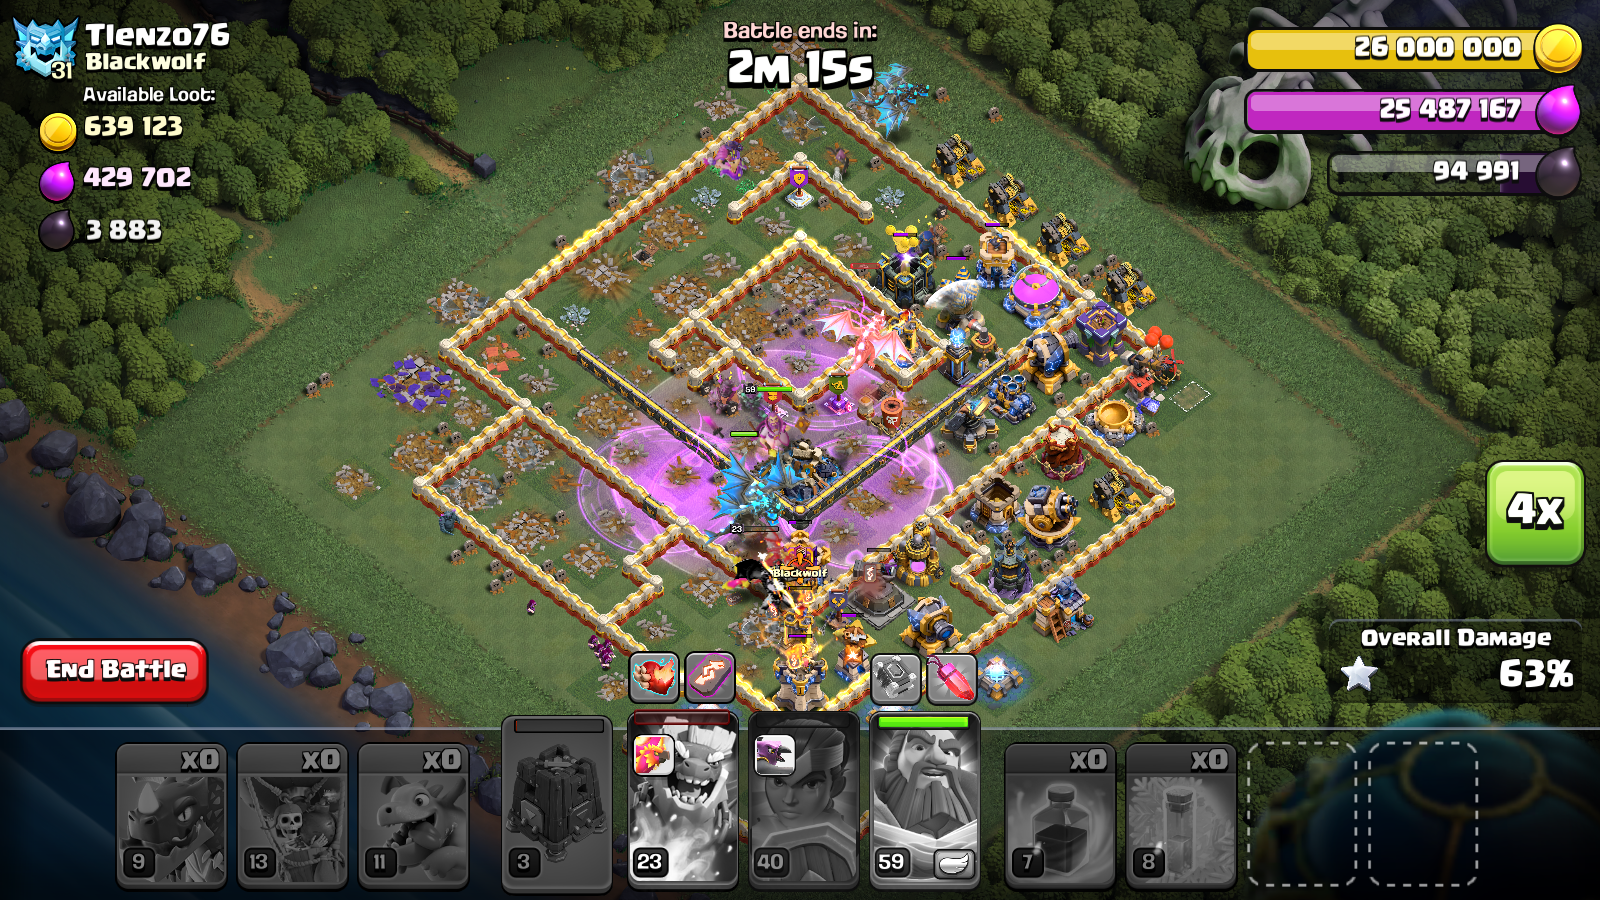 Tlenzo76
31
Blackwolf
Available Loot:
639 123
429 702
3 883
Battle ends in:
2M 15S
26 000 000
25 487 167
94 991
59
23
Blackwolf
4x
End Battle
Overall Damage
63%
x0
x0
x0
x0
x0
9
13
11
3
23
40
59
7
8